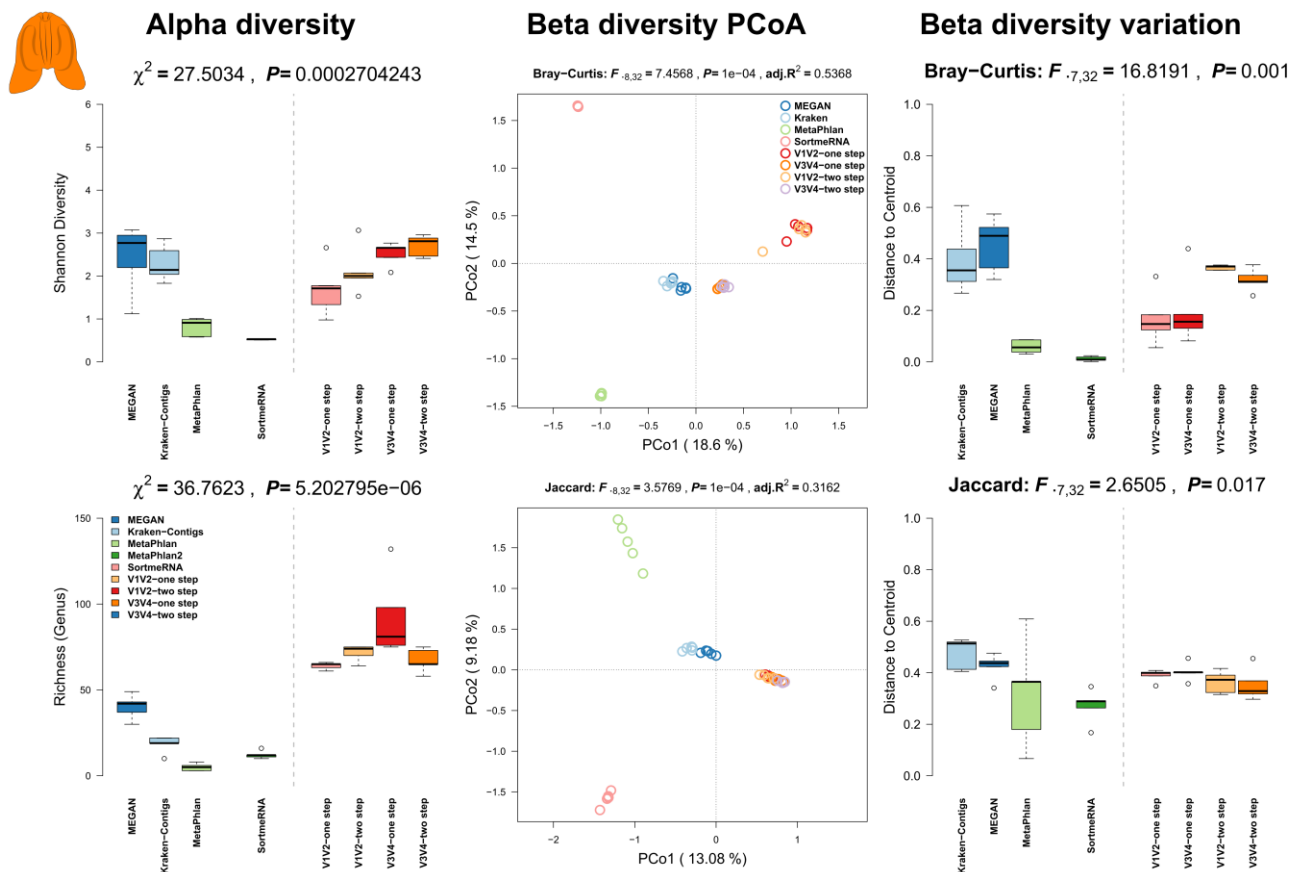 Alpha diversity
Beta diversity PCoA
Beta diversity variation
χ² = 27.5034 , P= 0.0002704243
Bray−Curtis: F ·8,32 = 7.4568 , P= 1e−04 , adj.R² = 0.5368
Bray−Curtis: F ·7,32 = 16.8191 , P= 0.001
Shannon Diversity
6
5
4
3
2
1
0
MEGAN
Kraken−Contigs
MetaPhlan
SortmeRNA
V1V2−one step
V1V2−two step
V3V4−one step
V3V4−two step
PCo2 ( 14.5 %)
1.5
1.0
0.5
0.0
−0.5
−1.0
−1.5
MEGAN
Kraken
MetaPhlan
SortmeRNA
V1V2−one step
V3V4−one step
V1V2−two step
V3V4−two step
−1.5
−1.0
−0.5
0.0
0.5
1.0
1.5
PCo1 ( 18.6 %)
Distance to Centroid
1.0
0.8
0.6
0.4
0.2
0.0
Kraken−Contigs
MEGAN
MetaPhlan
SortmeRNA
V1V2−one step
V3V4−one step
V1V2−two step
V3V4−two step
χ² = 36.7623 , P= 5.202795e−06
Jaccard: F ·8,32 = 3.5769 , P= 1e−04 , adj.R² = 0.3162
Jaccard: F ·7,32 = 2.6505 , P= 0.017
Richness (Genus)
150
100
50
0
MEGAN
Kraken−Contigs
MetaPhlan
MetaPhlan2
SortmeRNA
V1V2−one step
V1V2−two step
V3V4−one step
V3V4−two step
MEGAN
Kraken−Contigs
MetaPhlan
SortmeRNA
V1V2−one step
V1V2−two step
V3V4−one step
V3V4−two step
PCo2 ( 9.18 %)
1.5
1.0
0.5
0.0
−0.5
−1.0
−1.5
−2
−1
0
1
PCo1 ( 13.08 %)
Distance to Centroid
1.0
0.8
0.6
0.4
0.2
0.0
Kraken−Contigs
MEGAN
MetaPhlan
SortmeRNA
V1V2−one step
V3V4−one step
V1V2−two step
V3V4−two step